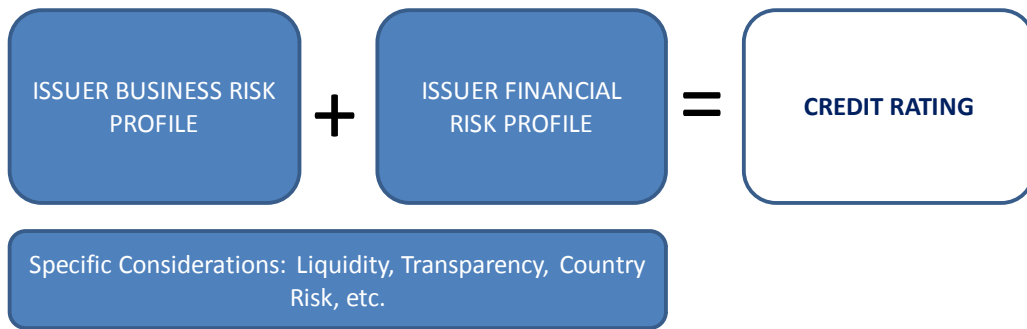 ISSUER BUSINESS RISK
PROFILE
+
ISSUER FINANCIAL
RISK PROFILE
=
CREDIT RATING
Specific Considerations: Liquidity, Transparency, Country
Risk, etc.